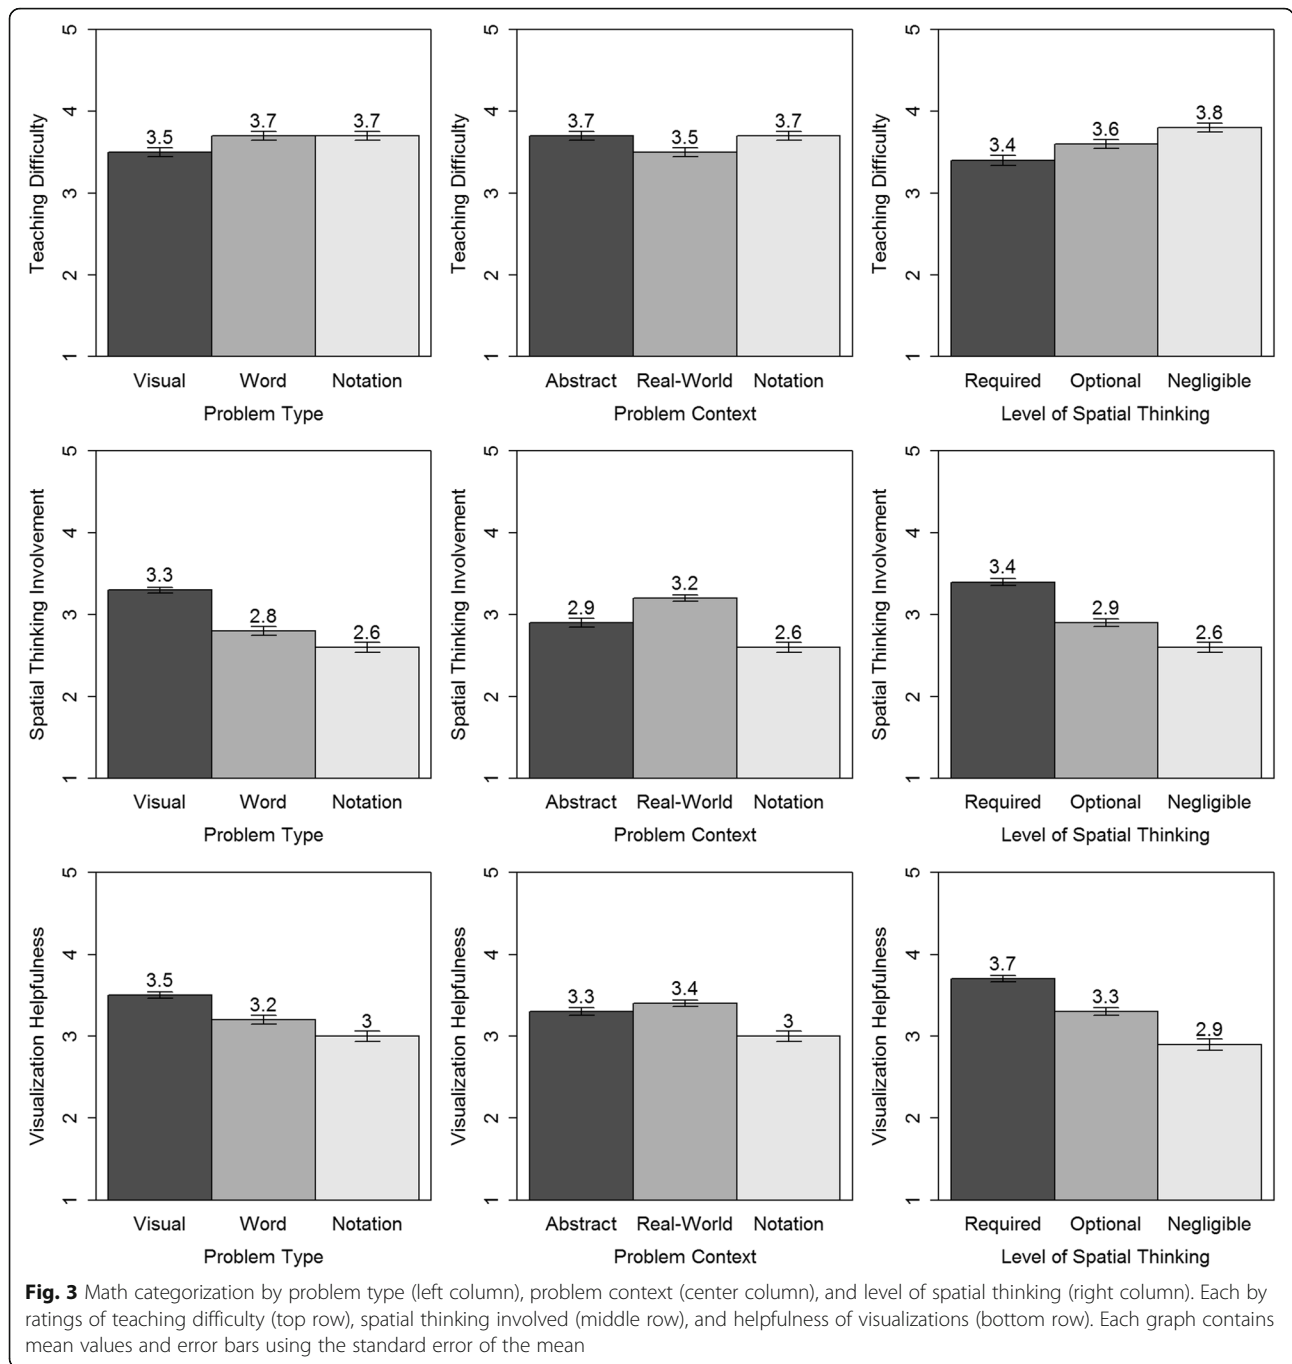 5
4
3
2
1
Teaching Difficulty
3.5
3.7
3.7
Visual Word Notation
Problem Type
5
4
3
2
1
Teaching Difficulty
3.7
3.5
3.7
Abstract Real-World Notation
Problem Context
5
4
3
2
1
Teaching Difficulty
3.4
3.6
3.8
Required Optional Negligible
Level of Spatial Thinking
5
4
3
2
1
Spatial Thinking Involvement
3.3
2.8
2.6
Visual Word Notation
Problem Type
5
4
3
2
1
Spatial Thinking Involvement
2.9
3.2
2.6
Abstract Real-World Notation
Problem Context
5
4
3
2
1
Spatial Thinking Involvement
3.4
2.9
2.6
Required Optional Negligible
Level of Spatial Thinking
5
4
3
2
1
Visualization Helpfulness
3.5
3.2
3
Visual Word Notation
Problem Type
5
4
3
2
1
Visualization Helpfulness
3.3
3.4
3
Abstract Real-World Notation
Problem Context
5
4
3
2
1
Visualization Helpfulness
3.7
3.3
2.9
Required Optional Negligible
Level of Spatial Thinking
Fig. 3 Math categorization by problem type (left column), problem context (center column), and level of spatial thinking (right column). Each by
ratings of teaching difficulty (top row), spatial thinking involved (middle row), and helpfulness of visualizations (bottom row). Each graph contains
mean values and error bars using the standard error of the mean